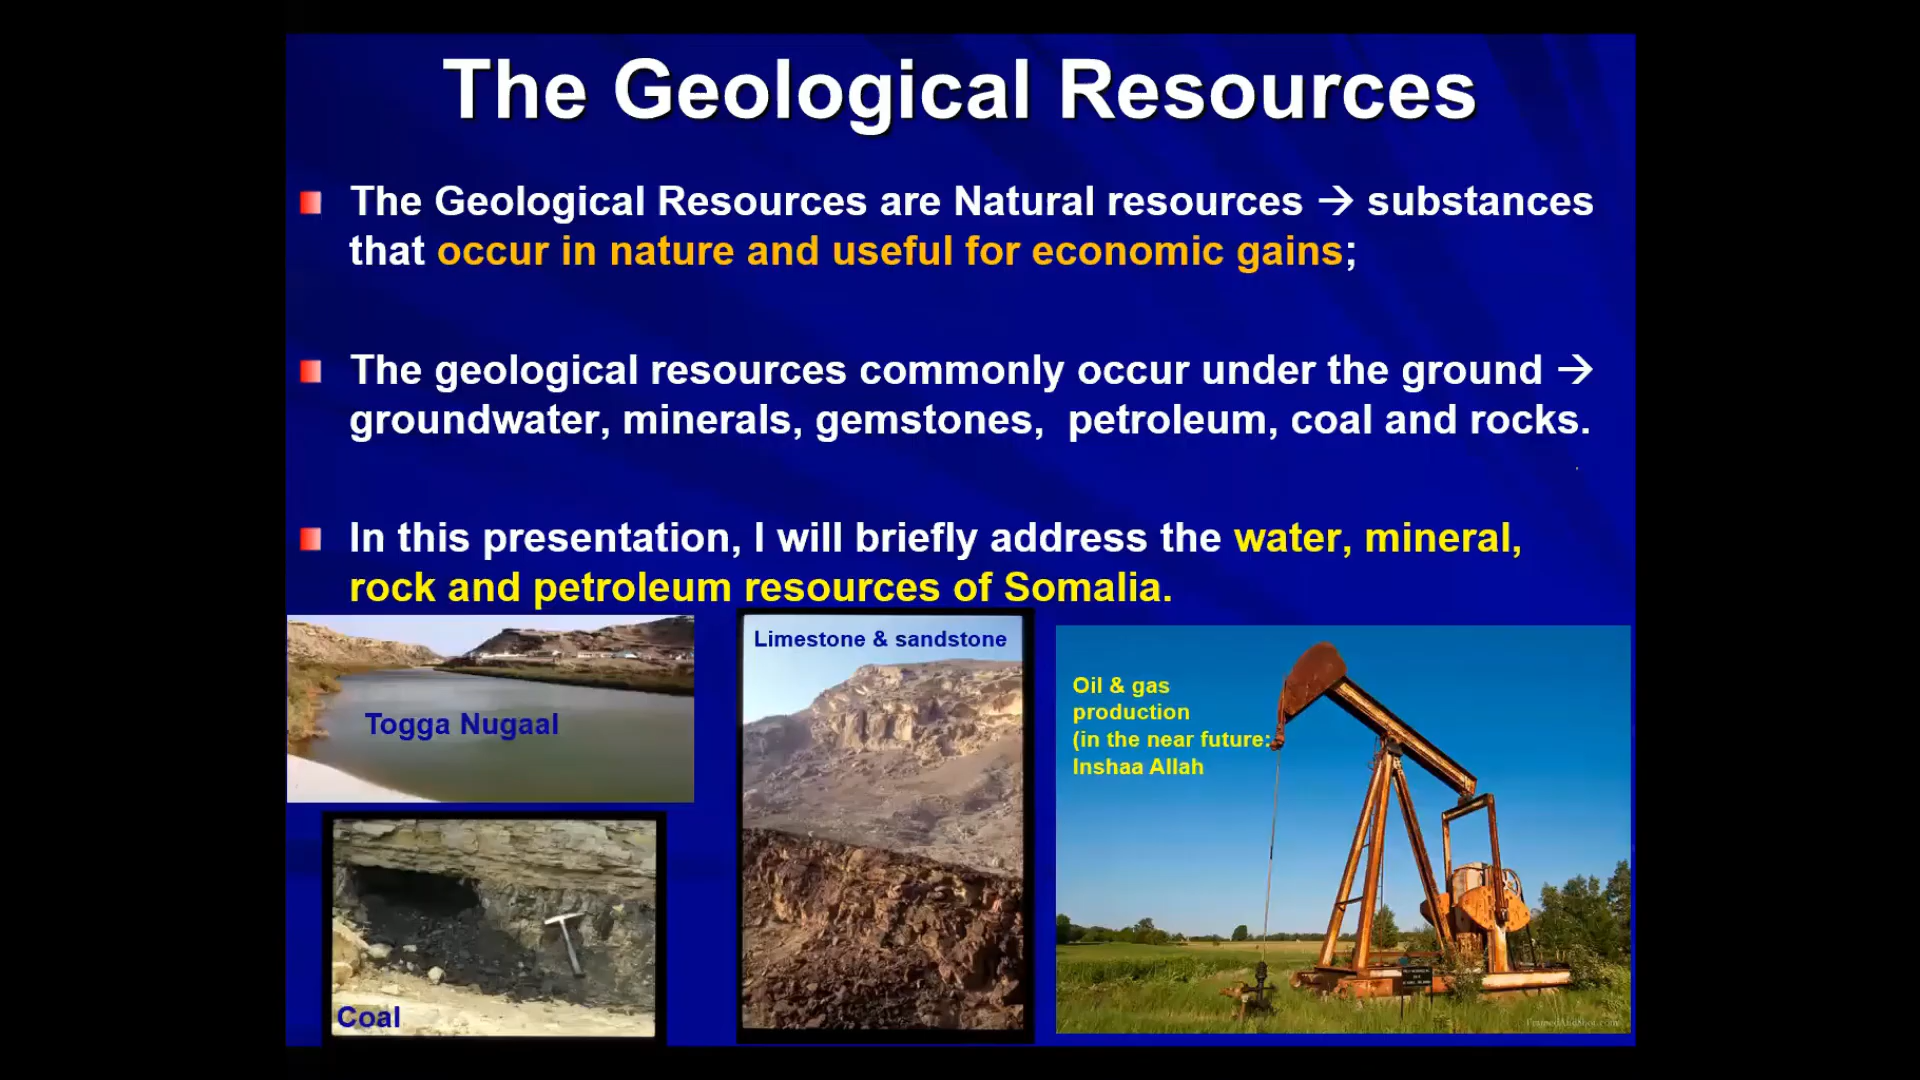 The Geological Resources
The Geological Resources are Natural resources → substances
that occur in nature and useful for economic gains;
The geological resources commonly occur under the ground →
groundwater, minerals, gemstones, petroleum, coal and rocks.
In this presentation, I will briefly address the water, mineral,
rock and petroleum resources of Somalia.
Togga Nugaal
Limestone & sandstone
Oil & gas
production
(in the near future:
Inshaa Allah
Coal